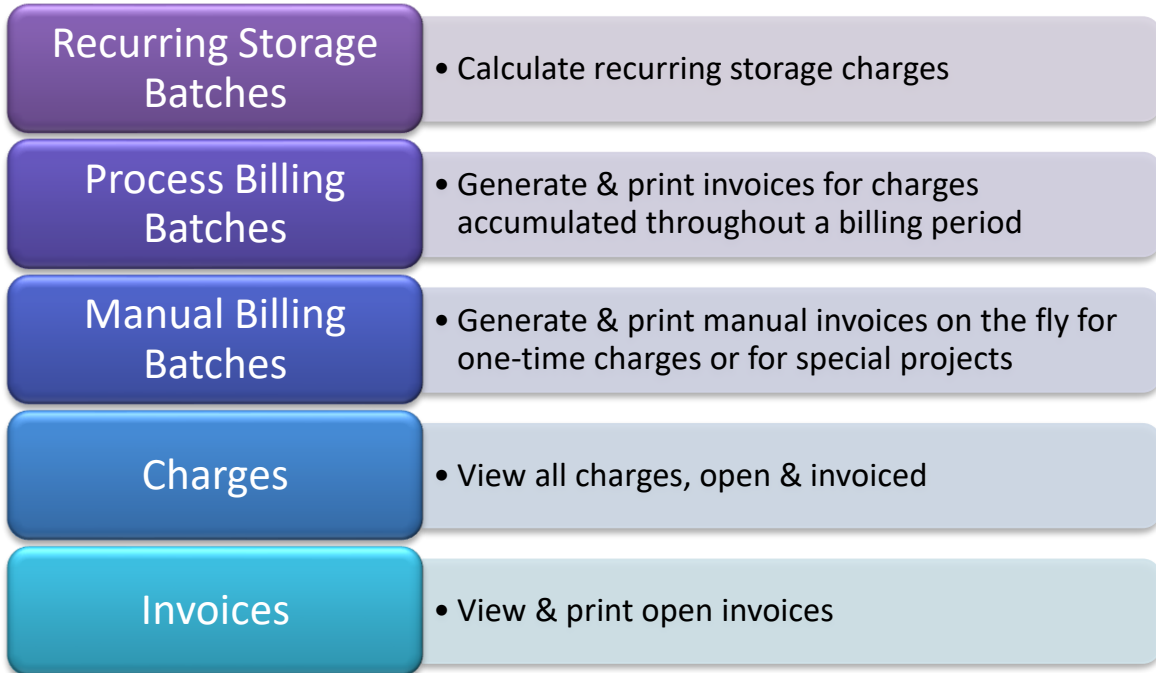 Recurring Storage
Batches
• Calculate recurring storage charges
Process Billing
Batches
• Generate & print invoices for charges
accumulated throughout a billing period
Manual Billing
Batches
• Generate & print manual invoices on the fly for
one-time charges or for special projects
Charges
• View all charges, open & invoiced
Invoices
• View & print open invoices